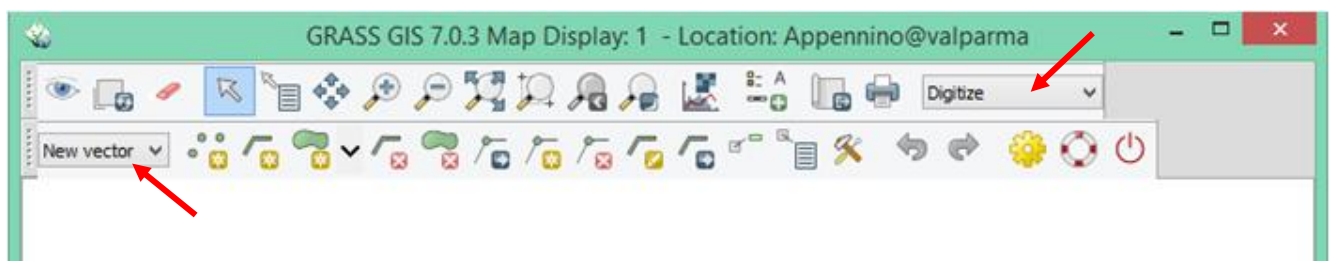 GRASS GIS 7.0.3 Map Display: 1 - Location: Appennino@valparma
Digitize
New vector